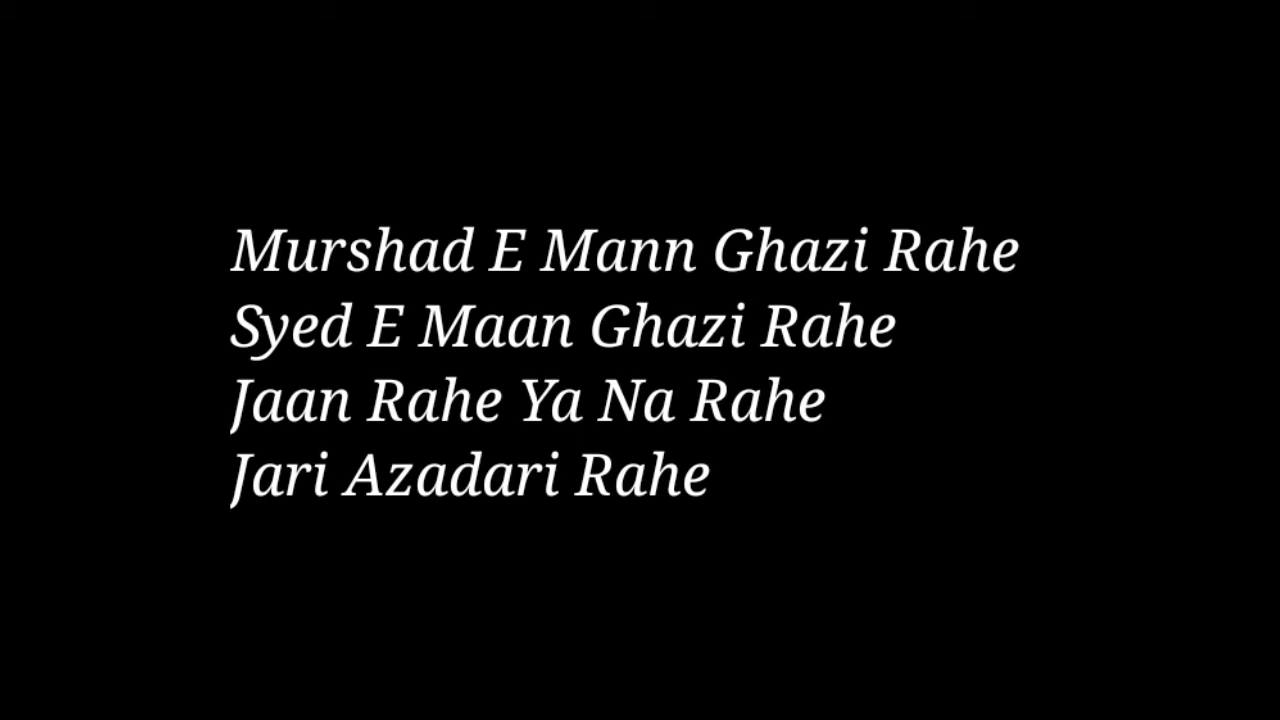 Murshad E Mann Ghazi Rahe
Syed E Maan Ghazi Rahe
Jaan Rahe Ya Na Rahe
Jari Azadari Rahe